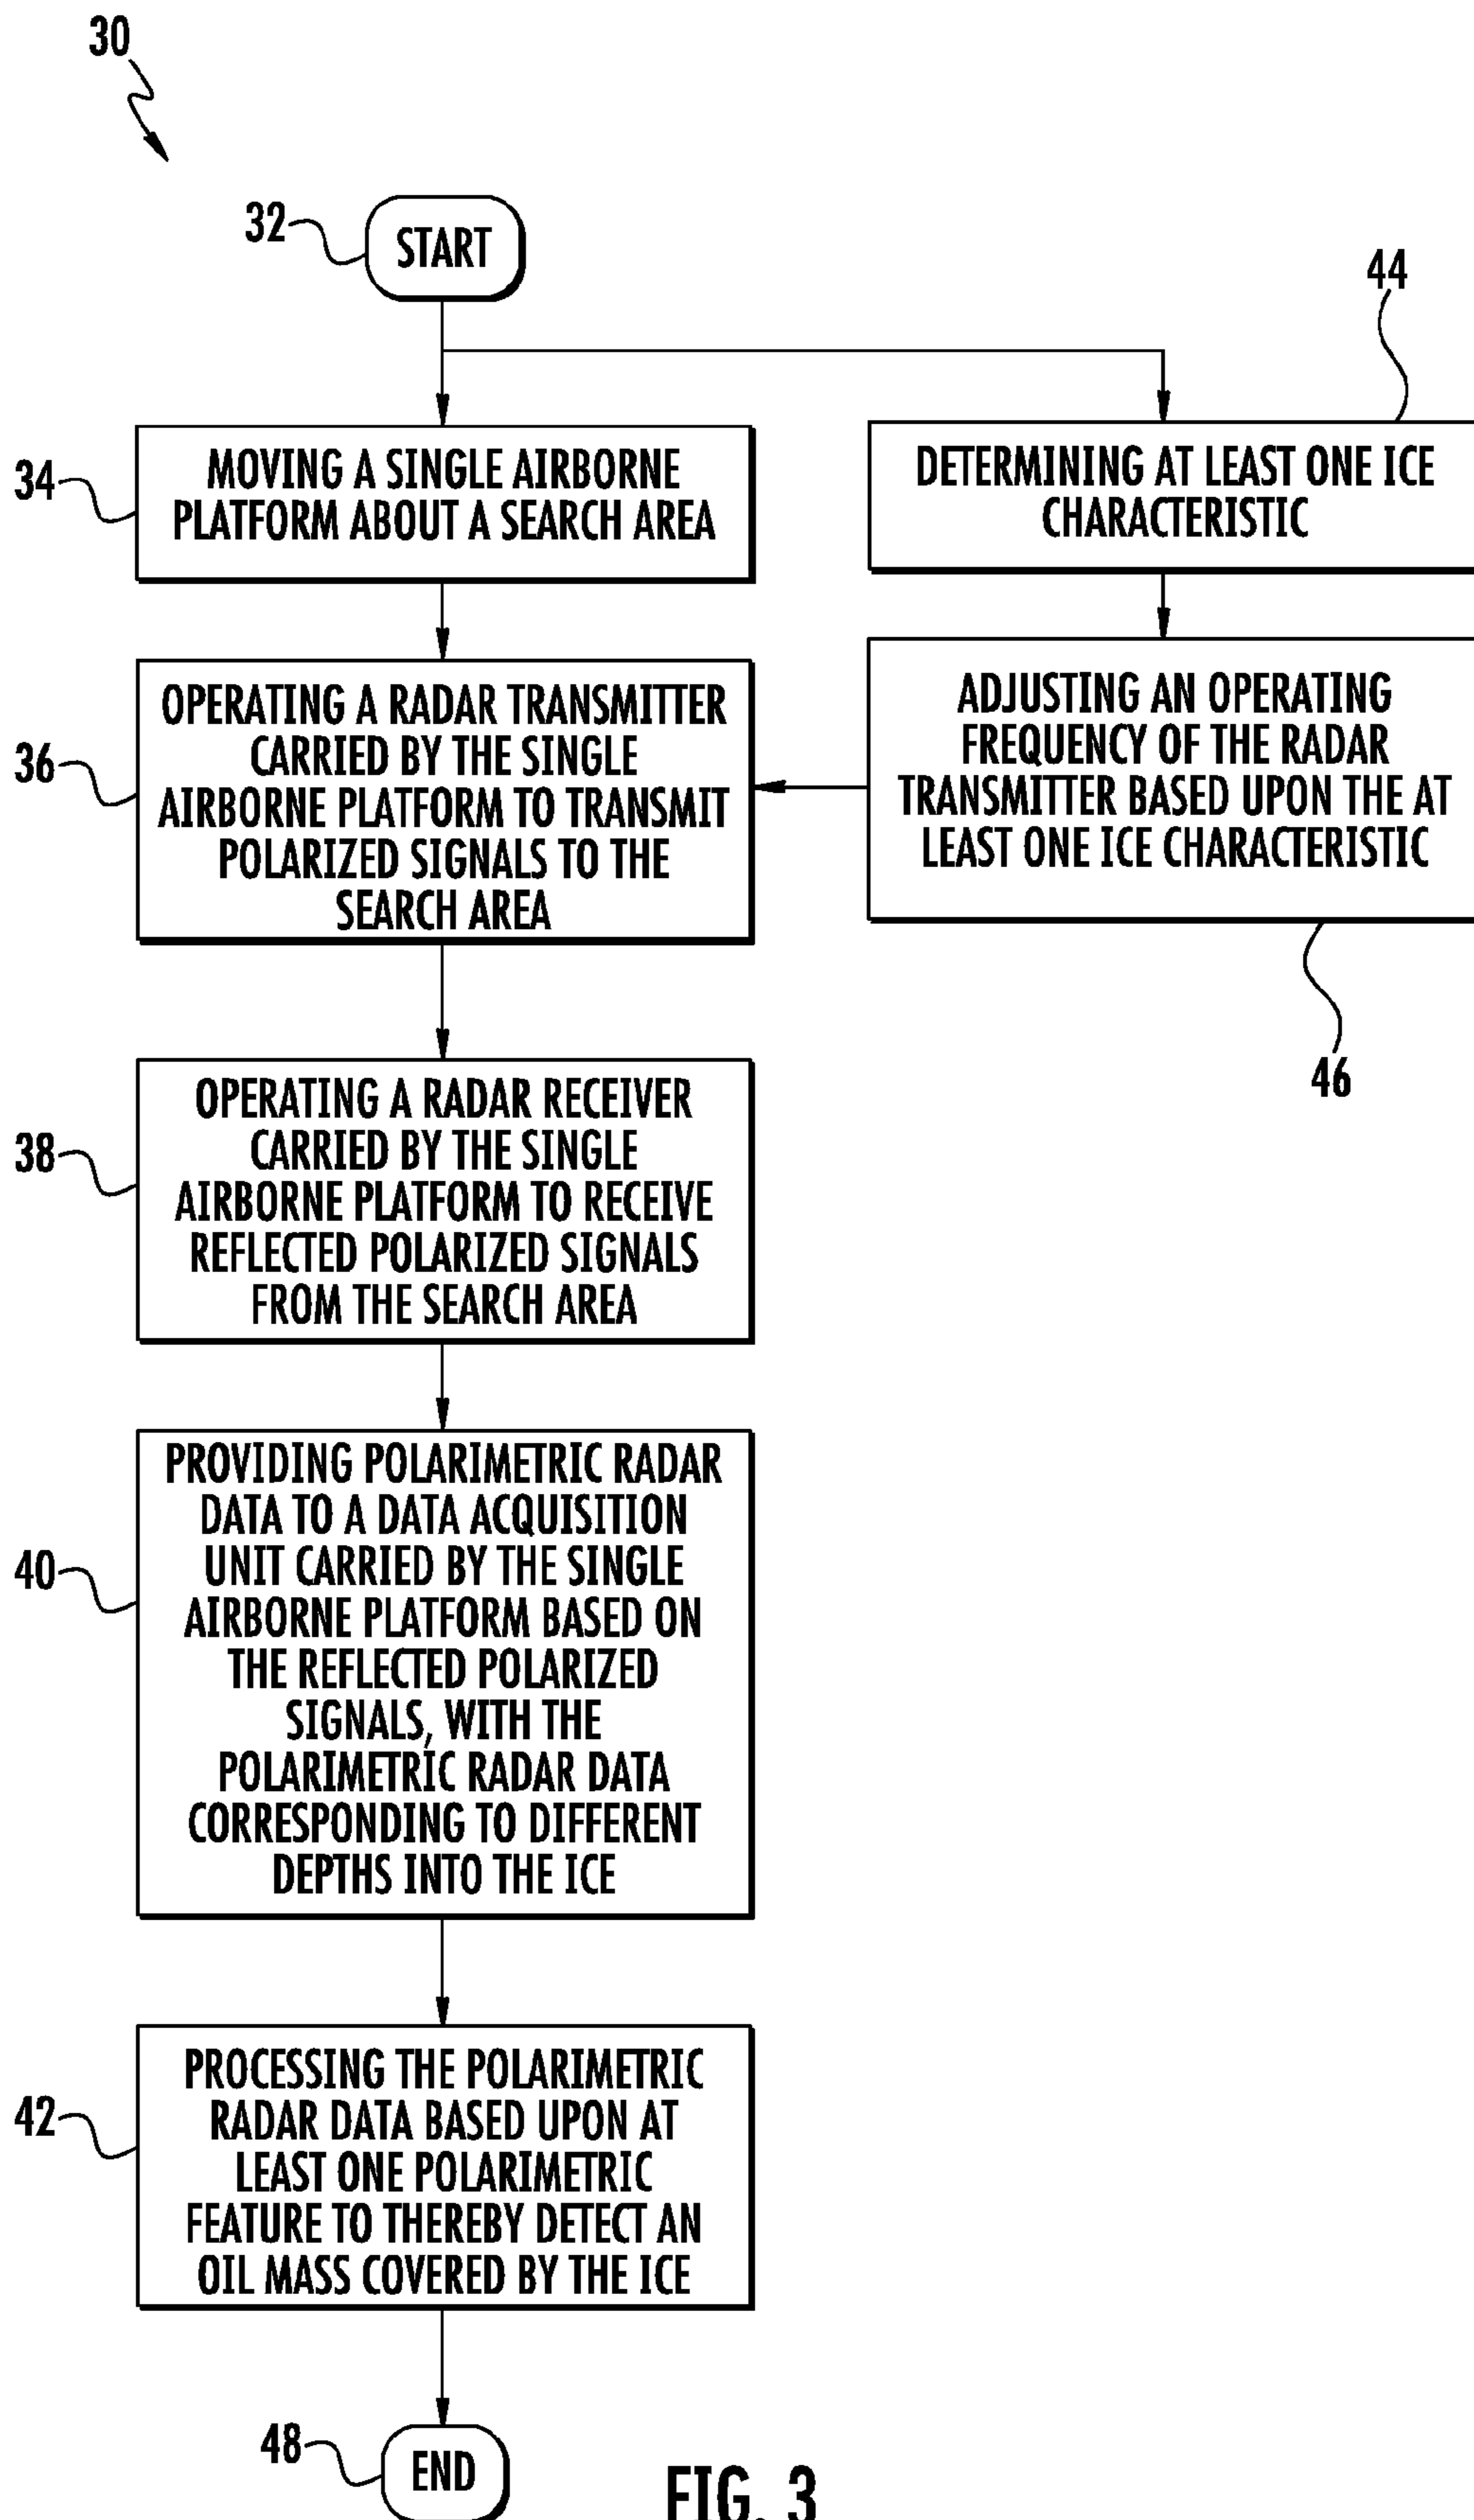 30
32
START
44
34
MOVING A SINGLE AIRBORNE
PLATFORM ABOUT A SEARCH AREA
DETERMINING AT LEAST ONE ICE
CHARACTERISTIC
36
OPERATING A RADAR TRANSMITTER
CARRIED BY THE SINGLE
AIRBORNE PLATFORM TO TRANSMIT
POLARIZED SIGNALS TO THE
SEARCH AREA
ADJUSTING AN OPERATING
FREQUENCY OF THE RADAR
TRANSMITTER BASED UPON THE AT
LEAST ONE ICE CHARACTERISTIC
46
38
OPERATING A RADAR RECEIVER
CARRIED BY THE SINGLE
AIRBORNE PLATFORM TO RECEIVE
REFLECTED POLARIZED SIGNALS
FROM THE SEARCH AREA
40
PROVIDING POLARIMETRIC RADAR
DATA TO A DATA ACQUISITION
UNIT CARRIED BY THE SINGLE
AIRBORNE PLATFORM BASED ON
THE REFLECTED POLARIZED
SIGNALS, WITH THE
POLARIMETRIC RADAR DATA
CORRESPONDING TO DIFFERENT
DEPTHS INTO THE ICE
42
PROCESSING THE POLARIMETRIC
RADAR DATA BASED UPON AT
LEAST ONE POLARIMETRIC
FEATURE TO THEREBY DETECT AN
OIL MASS COVERED BY THE ICE
48
END
FIG. 3